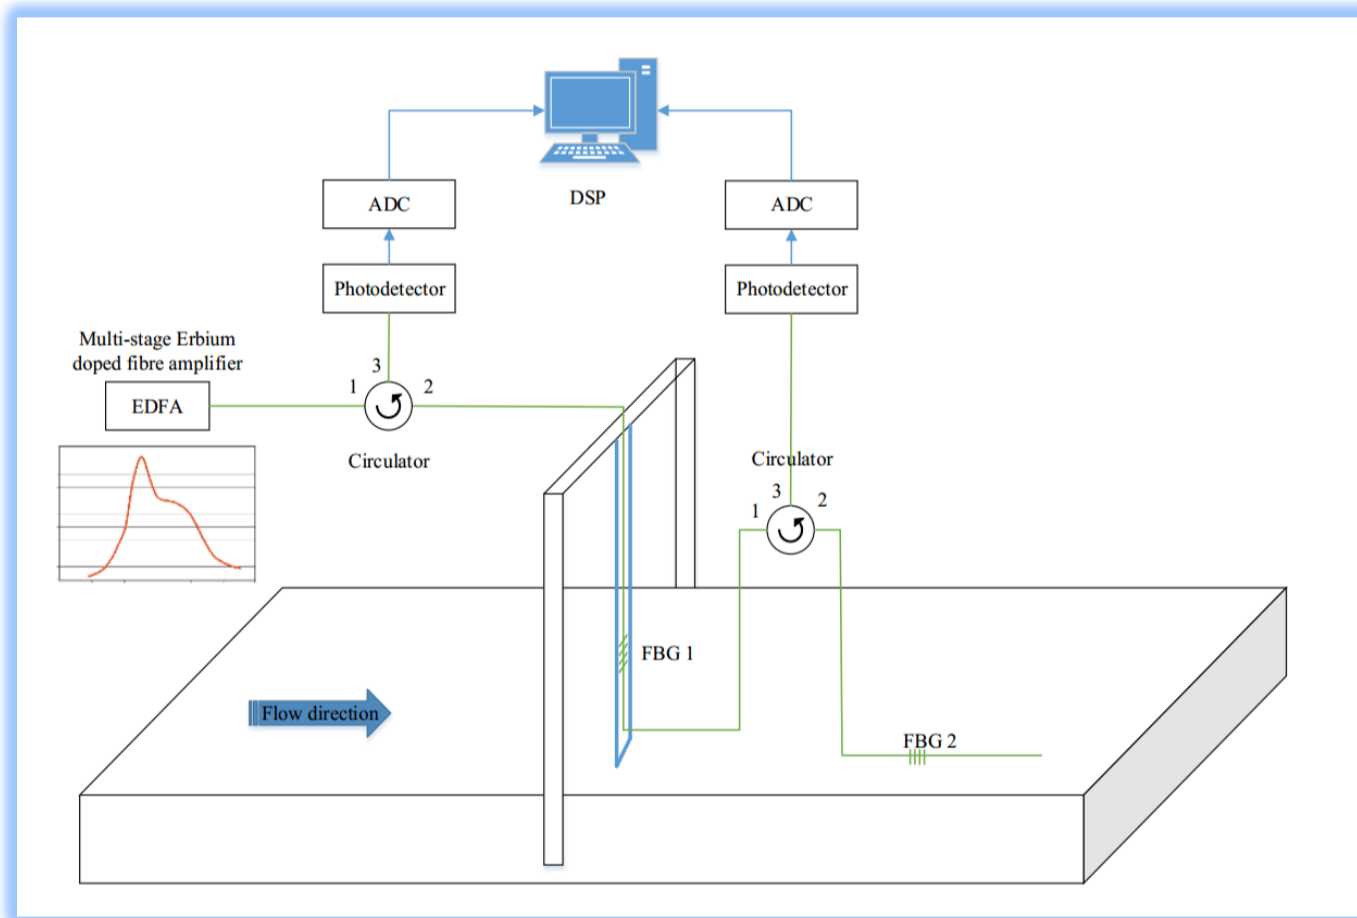 DSP
ADC
ADC
Photodetector
Photodetector
Multi-stage Erbium
doped fibre amplifier
EDFA
1
3
2
Circulator
Circulator
1
3
2
FBG 1
Flow direction
FBG 2